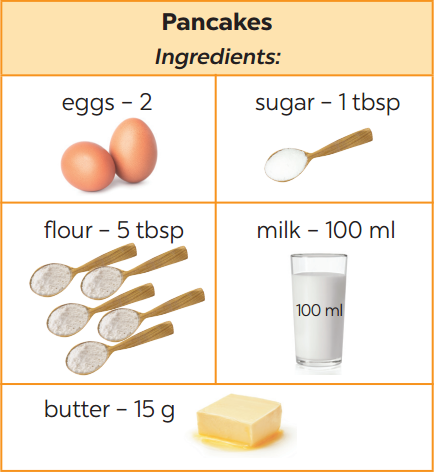 Pancakes
Ingredients:
eggs – 2
sugar – 1 tbsp
flour – 5 tbsp
milk – 100 ml
100 ml
butter – 15 g